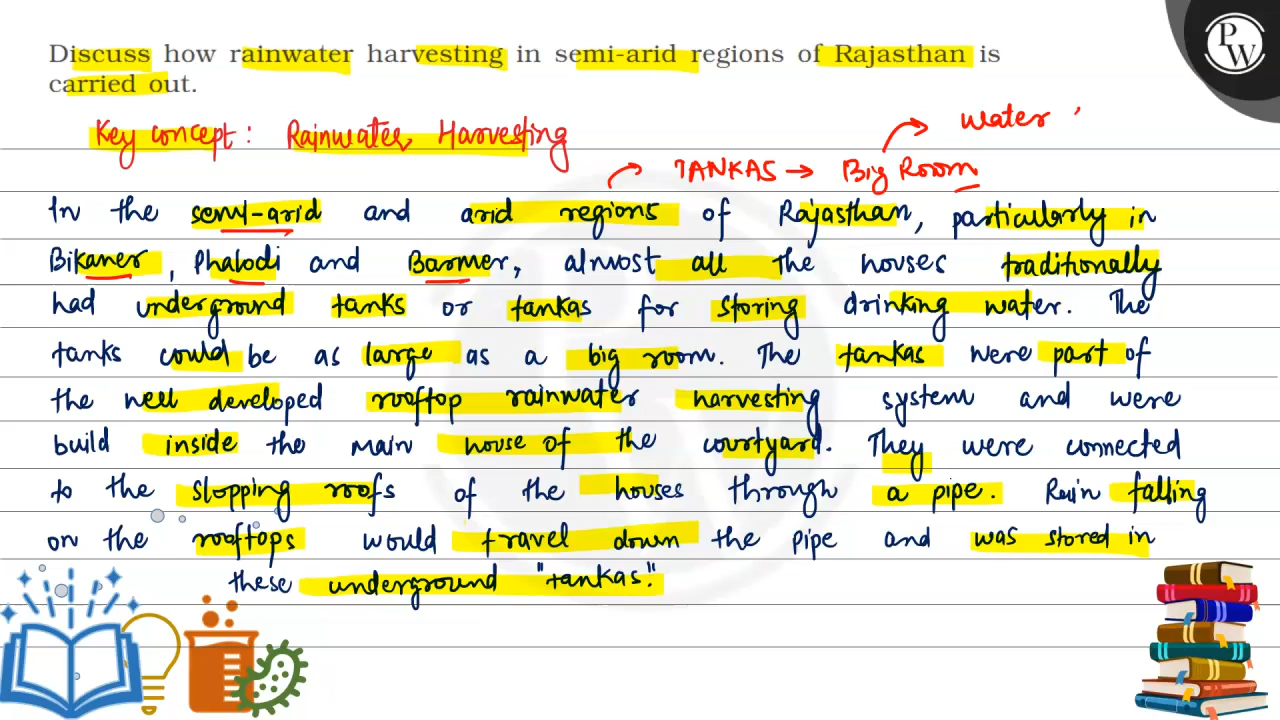 Discuss how rainwater harvesting in semi-arid regions of Rajasthan is
carried out.
PW
Key concept: Rainwater Harvesting
water
TANKAS → Big Room
In the semi-arid and arid regions of Rajasthan, particularly in
Bikaner, Phalodi and Barmer, almost all the houses traditionally
had underground tanks or tankas for storing drinking water. The
tanks could be as large as a big room. The tankas were part of
the well developed rooftop rainwater harvesting system and were
build inside the main house of the courtyard. They were connected
to the slopping roofs of the houses through a pipe. Rain falling
on the rooftops would travel down the pipe and was stored in
these underground "tankas."